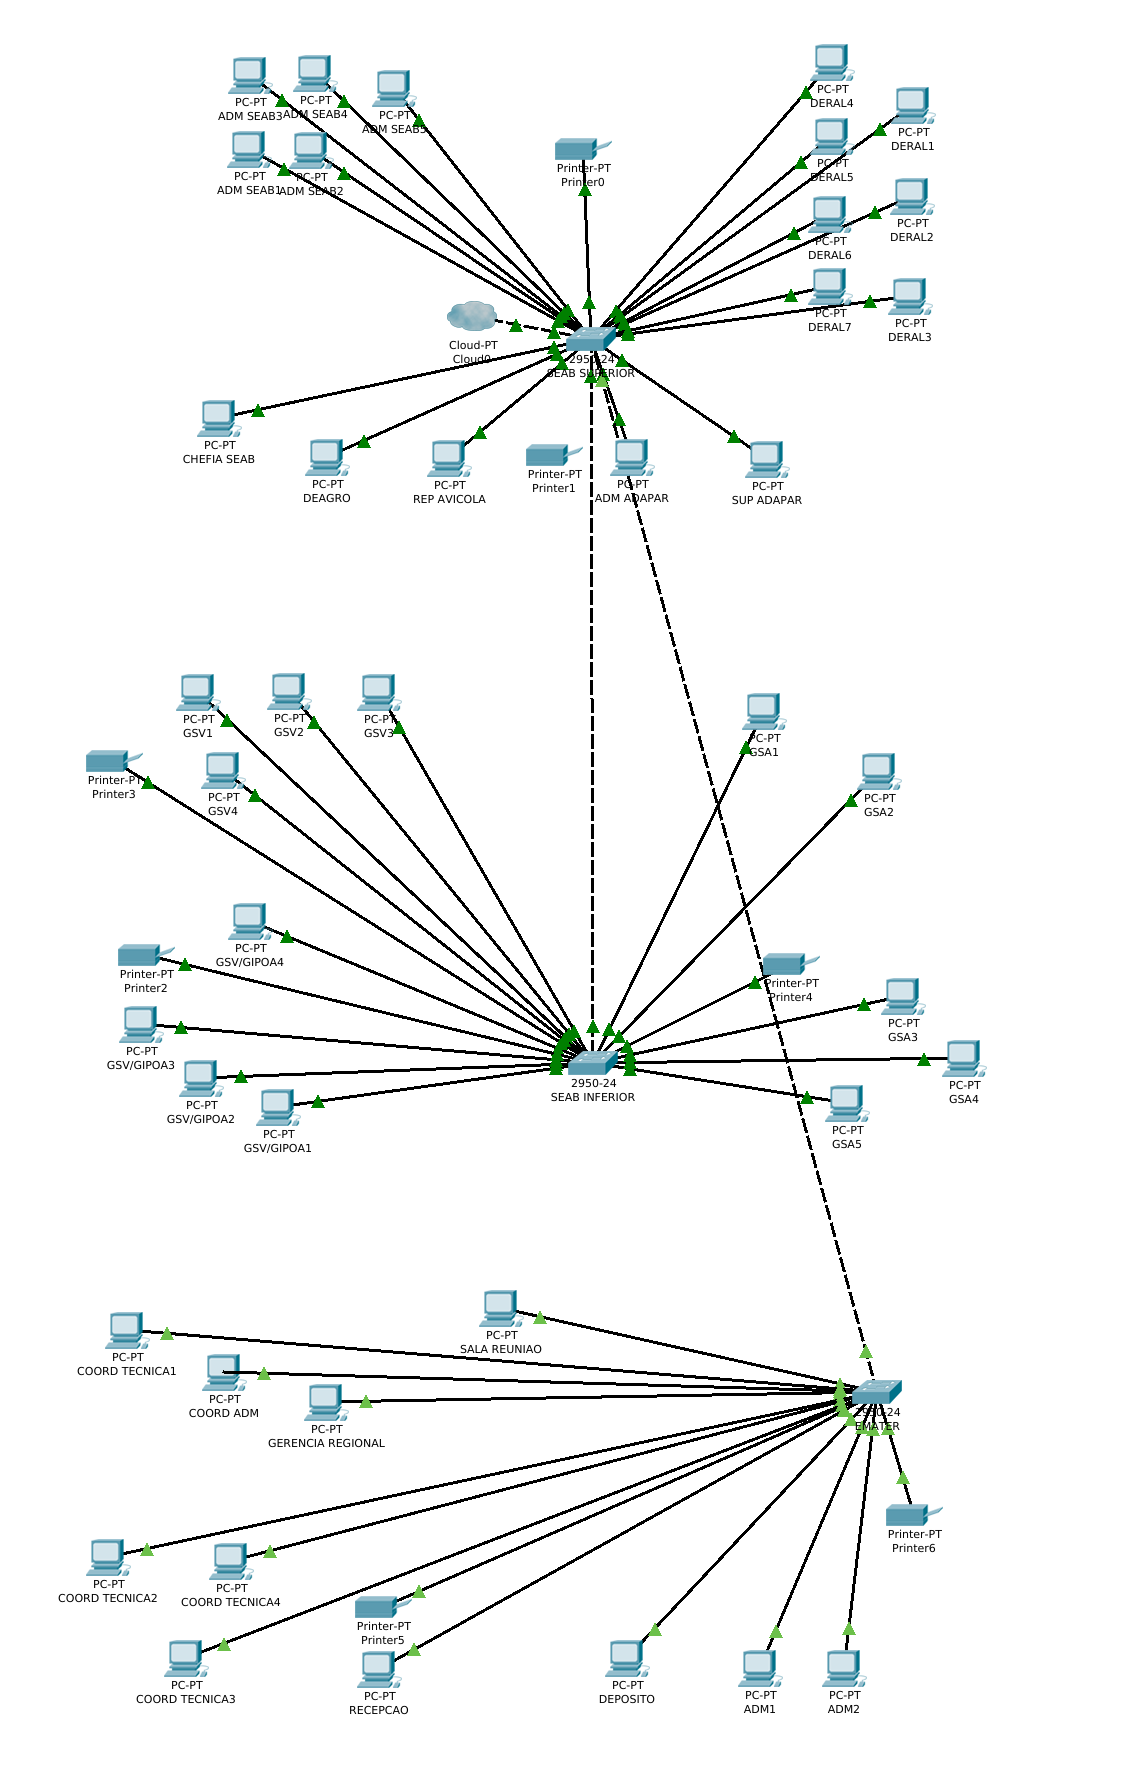 PC-PT
ADM SEAB3
PC-PT
ADM SEAB4
PC-PT
ADM SEAB5
PC-PT
ADM SEAB1
PC-PT
ADM SEAB2
Printer-PT
Printer0
PC-PT
DERAL4
PC-PT
DERAL1
PC-PT
DERAL5
PC-PT
DERAL2
PC-PT
DERAL6
PC-PT
DERAL7
PC-PT
DERAL3
Cloud-PT
Cloud0
2950-24
SEAB SUPERIOR
PC-PT
CHEFIA SEAB
PC-PT
DEAGRO
PC-PT
REP AVICOLA
Printer-PT
Printer1
PC-PT
ADM ADAPAR
PC-PT
SUP ADAPAR
PC-PT
GSV1
PC-PT
GSV2
PC-PT
GSV3
PC-PT
GSA1
Printer-PT
Printer3
PC-PT
GSV4
PC-PT
GSA2
PC-PT
GSV/GIPOA4
Printer-PT
Printer2
Printer-PT
Printer4
PC-PT
GSA3
PC-PT
GSV/GIPOA3
PC-PT
GSV/GIPOA2
PC-PT
GSV/GIPOA1
2950-24
SEAB INFERIOR
PC-PT
GSA4
PC-PT
GSA5
PC-PT
SALA REUNIAO
PC-PT
COORD TECNICA1
PC-PT
COORD ADM
PC-PT
GERENCIA REGIONAL
2950-24
EMATER
Printer-PT
Printer6
PC-PT
COORD TECNICA2
PC-PT
COORD TECNICA4
Printer-PT
Printer5
PC-PT
COORD TECNICA3
PC-PT
RECEPCAO
PC-PT
DEPOSITO
PC-PT
ADM1
PC-PT
ADM2